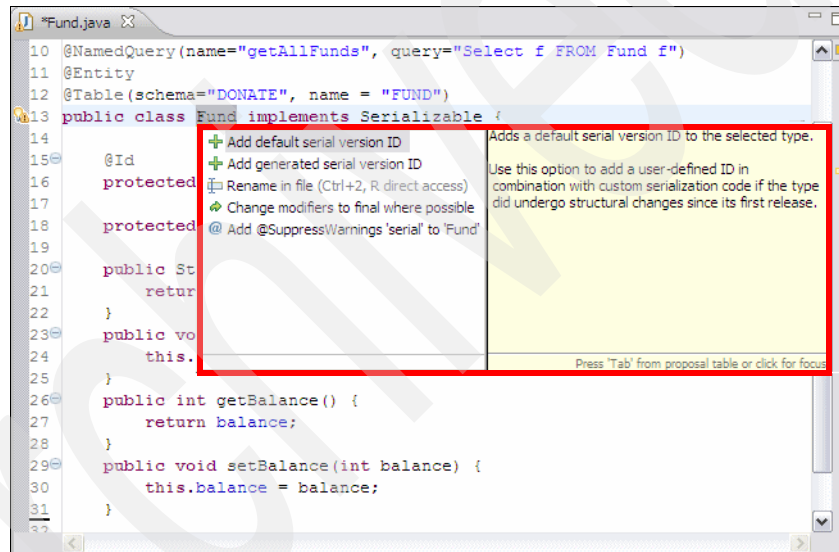 *Fund.java
10 @NamedQuery(name="getAllFunds", query="Select f FROM Fund f")
11 @Entity
12 @Table(schema="DONATE", name = "FUND")
13 public class Fund implements Serializable {
14
15 @Id
16 protected
17
18 protected
19
20 public St
21 retur
22 }
23 public vo
24 this.
25 }
26 public int getBalance() {
27 return balance;
28 }
29 public void setBalance(int balance) {
30 this.balance = balance;
31 }
32
Add default serial version ID
Add generated serial version ID
Rename in file (Ctrl+2, R direct access)
Change modifiers to final where possible
@ Add @SuppressWarnings 'serial' to 'Fund'
Adds a default serial version ID to the selected type.
Use this option to add a user-defined ID in
combination with custom serialization code if the type
did undergo structural changes since its first release.
Press 'Tab' from proposal table or click for focus